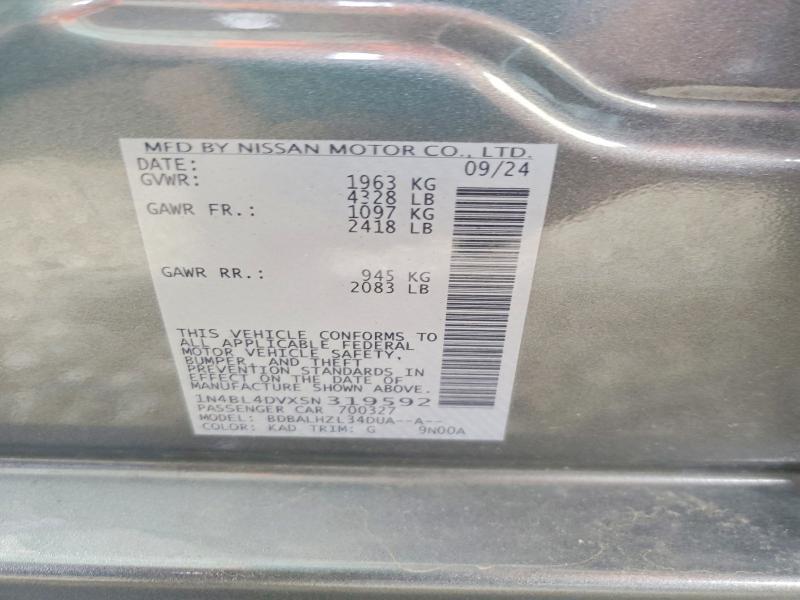 MFD BY NISSAN MOTOR CO., LTD.
DATE: 09/24
GVWR: 1963 KG
4328 LB
GAWR FR.: 1097 KG
2418 LB
GAWR RR.: 945 KG
2083 LB
THIS VEHICLE CONFORMS TO
ALL APPLICABLE FEDERAL
MOTOR VEHICLE SAFETY,
BUMPER, AND THEFT
PREVENTION STANDARDS IN
EFFECT ON THE DATE OF
MANUFACTURE SHOWN ABOVE.
1N4BL4DVXSN319592
PASSENGER CAR 700327
MODEL: BDBALHZL34DUA--A--
COLOR: KAD TRIM: G 9N00A